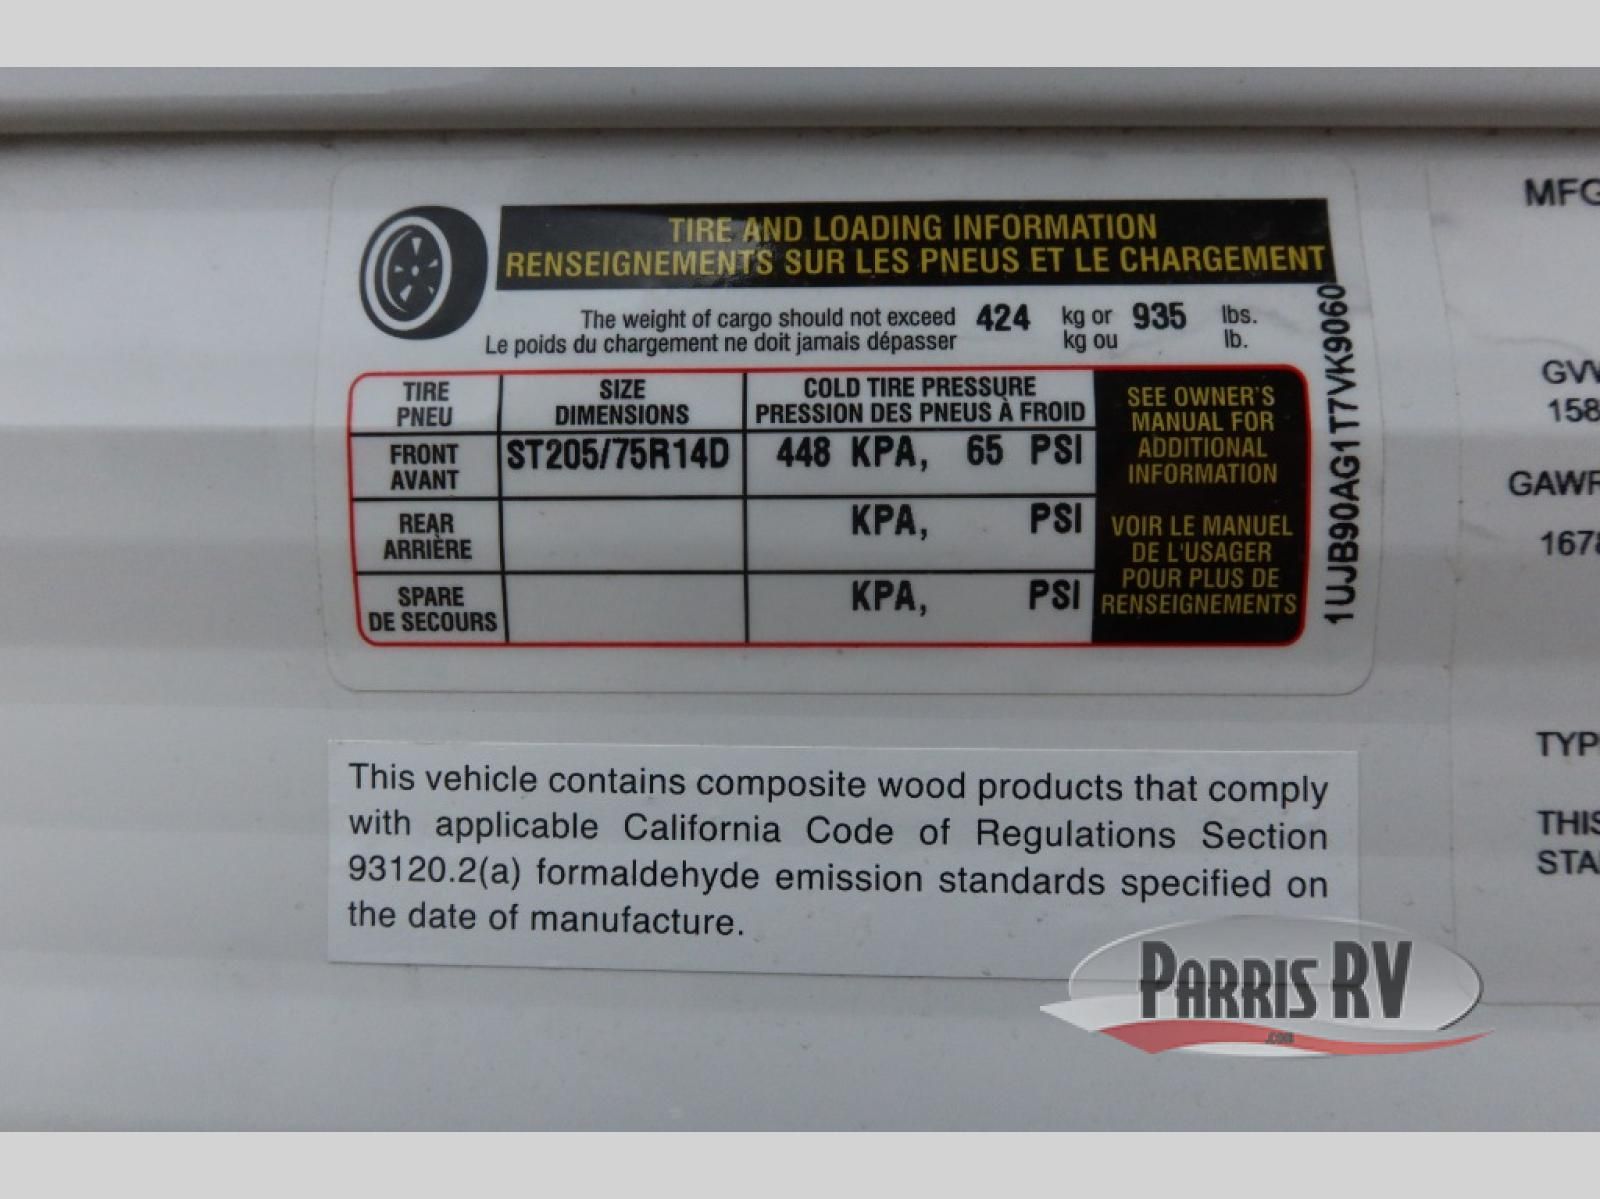 TIRE AND LOADING INFORMATION
RENSEIGNEMENTS SUR LES PNEUS ET LE CHARGEMENT
The weight of cargo should not exceed 424 kg or 935 lbs.
Le poids du chargement ne doit jamais dépasser kg ou lb.
TIRE PNEU SIZE DIMENSIONS COLD TIRE PRESSURE PRESSION DES PNEUS À FROID
FRONT AVANT ST205/75R14D 448 KPA, 65 PSI
REAR ARRIÈRE KPA, PSI
SPARE DE SECOURS KPA, PSI
SEE OWNER'S
MANUAL FOR
ADDITIONAL
INFORMATION
VOIR LE MANUEL
DE L'USAGER
POUR PLUS DE
RENSEIGNEMENTS
1UJB90AG1T7VK9060
This vehicle contains composite wood products that comply
with applicable California Code of Regulations Section
93120.2(a) formaldehyde emission standards specified on
the date of manufacture.
MFG
GVW
158
GAWR
1678
TYP
THIS
STA
PARRIS RV
.COM